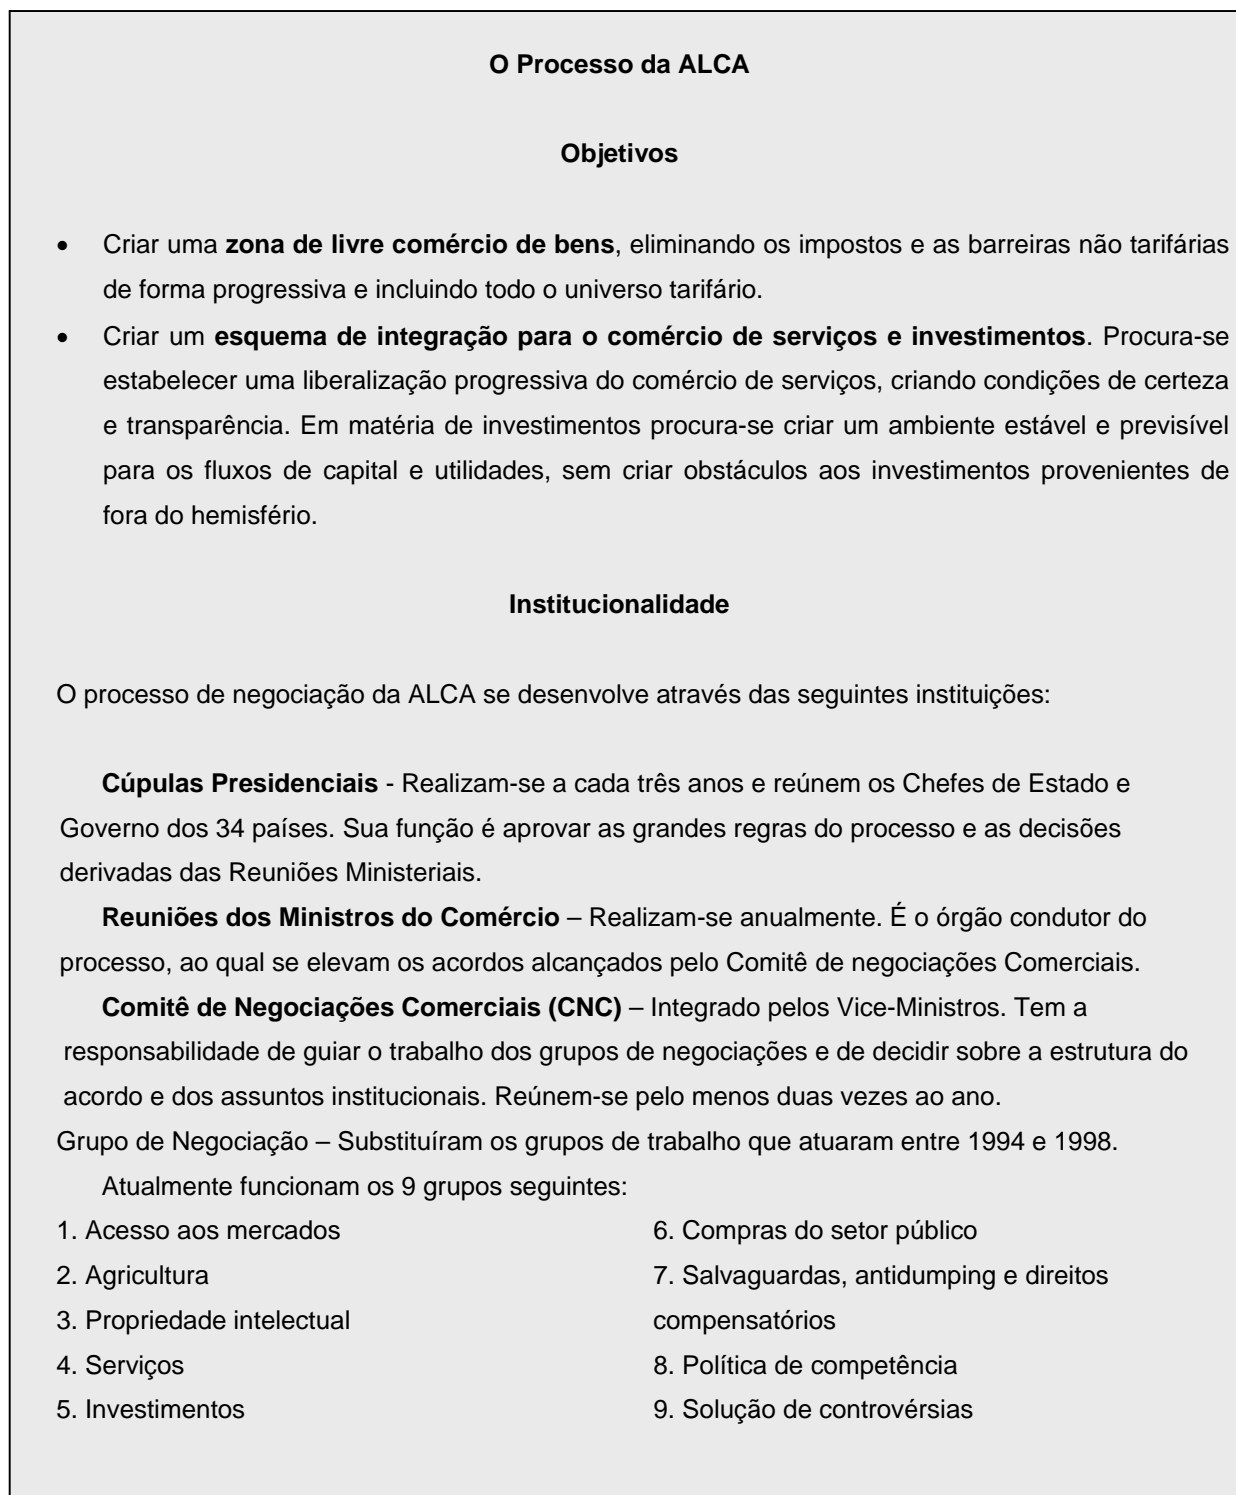 O Processo da ALCA
Objetivos
• Criar uma zona de livre comércio de bens, eliminando os impostos e as barreiras não tarifárias
de forma progressiva e incluindo todo o universo tarifário.
• Criar um esquema de integração para o comércio de serviços e investimentos. Procura-se
estabelecer uma liberalização progressiva do comércio de serviços, criando condições de certeza
e transparência. Em matéria de investimentos procura-se criar um ambiente estável e previsível
para os fluxos de capital e utilidades, sem criar obstáculos aos investimentos provenientes de
fora do hemisfério.
Institucionalidade
O processo de negociação da ALCA se desenvolve através das seguintes instituições:
Cúpulas Presidenciais - Realizam-se a cada três anos e reúnem os Chefes de Estado e
Governo dos 34 países. Sua função é aprovar as grandes regras do processo e as decisões
derivadas das Reuniões Ministeriais.
Reuniões dos Ministros do Comércio – Realizam-se anualmente. É o órgão condutor do
processo, ao qual se elevam os acordos alcançados pelo Comitê de negociações Comerciais.
Comitê de Negociações Comerciais (CNC) – Integrado pelos Vice-Ministros. Tem a
responsabilidade de guiar o trabalho dos grupos de negociações e de decidir sobre a estrutura do
acordo e dos assuntos institucionais. Reúnem-se pelo menos duas vezes ao ano.
Grupo de Negociação – Substituíram os grupos de trabalho que atuaram entre 1994 e 1998.
Atualmente funcionam os 9 grupos seguintes:
1. Acesso aos mercados
2. Agricultura
3. Propriedade intelectual
4. Serviços
5. Investimentos
6. Compras do setor público
7. Salvaguardas, antidumping e direitos
compensatórios
8. Política de competência
9. Solução de controvérsias